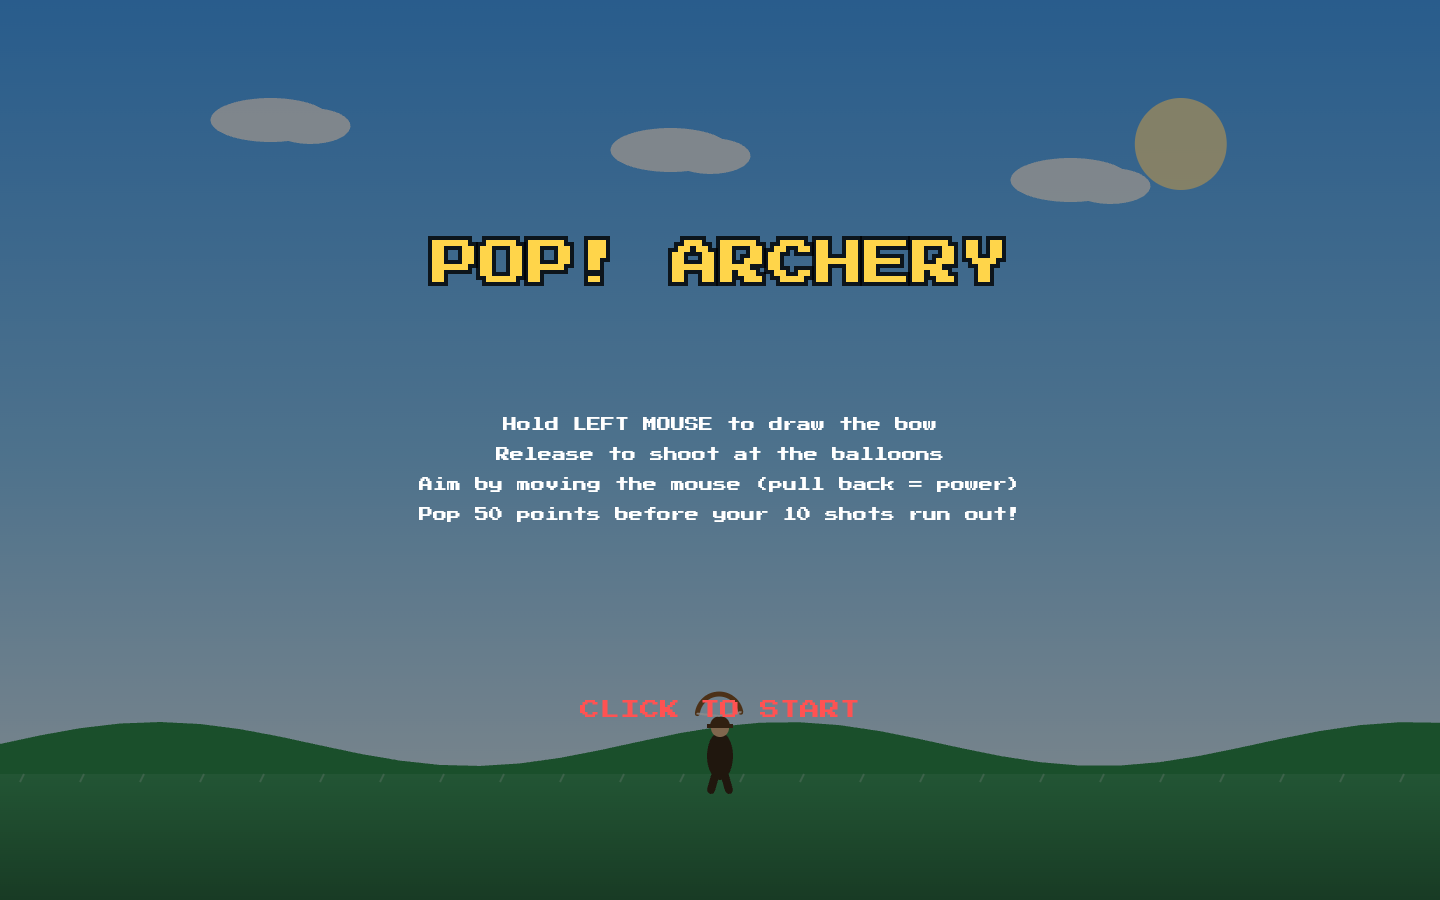 POP! ARCHERY
Hold LEFT MOUSE to draw the bow
Release to shoot at the balloons
Aim by moving the mouse (pull back = power)
Pop 50 points before your 10 shots run out!
CLICK TO START